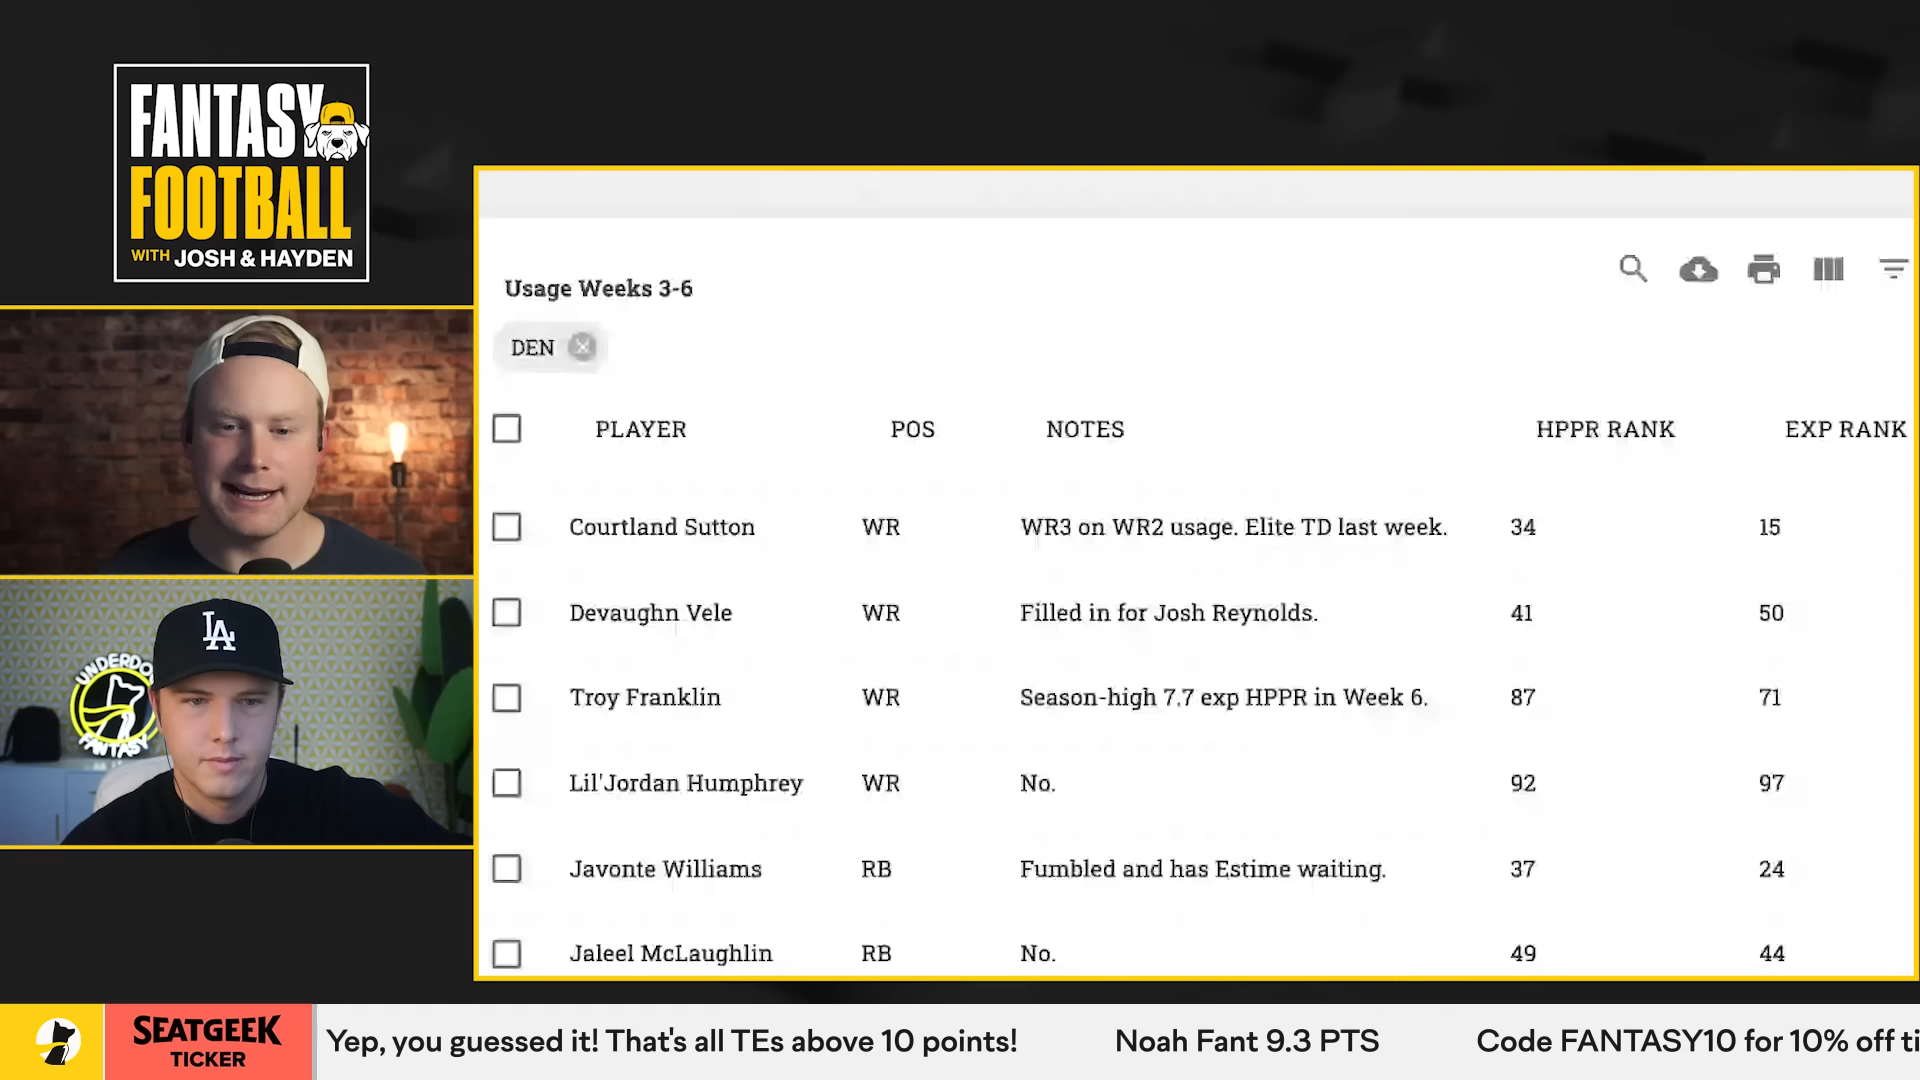 FANTASY
FOOTBALL
WITH JOSH & HAYDEN
LA
UNDERDO
FANTASY
Usage Weeks 3-6
DEN
PLAYER POS NOTES HPPR RANK EXP RANK
Courtland Sutton WR WR3 on WR2 usage. Elite TD last week. 34 15
Devaughn Vele WR Filled in for Josh Reynolds. 41 50
Troy Franklin WR Season-high 7.7 exp HPPR in Week 6. 87 71
Lil'Jordan Humphrey WR No. 92 97
Javonte Williams RB Fumbled and has Estime waiting. 37 24
Jaleel McLaughlin RB No. 49 44
SEATGEEK
TICKER
Yep, you guessed it! That's all TEs above 10 points! Noah Fant 9.3 PTS Code FANTASY10 for 10% off ti